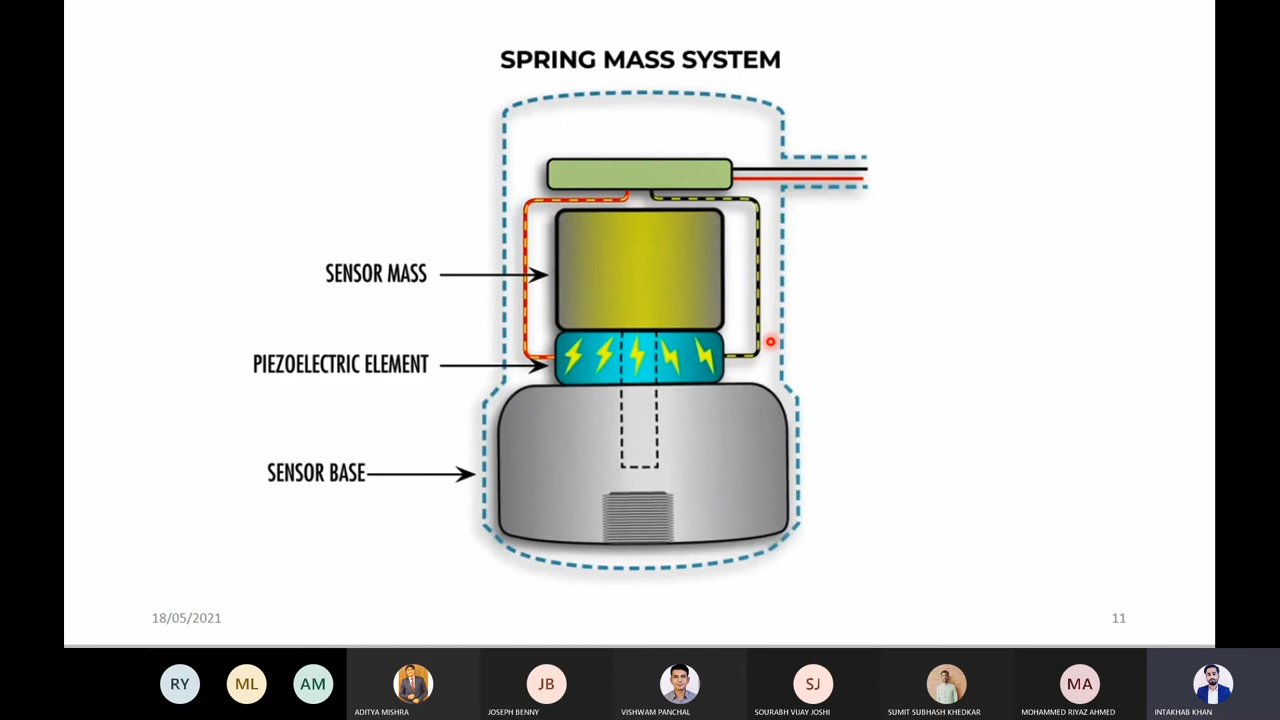 SPRING MASS SYSTEM
SENSOR MASS
PIEZOELECTRIC ELEMENT
SENSOR BASE
18/05/2021
11
RY
ML
AM
JB
SJ
MA
ADITYA MISHRA
JOSEPH BENNY
VISHWAM PANCHAL
SOURABH VIJAY JOSHI
SUMIT SUBHASH KHEDKAR
MOHAMMED RIYAZ AHMED
INTAKHAB KHAN